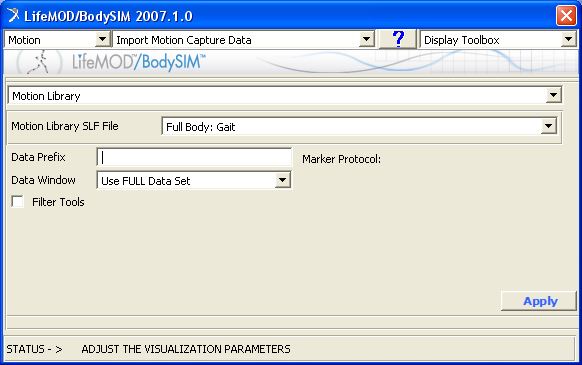 LifeMOD/BodySIM 2007.1.0
Motion Import Motion Capture Data ? Display Toolbox
LifeMOD™/BodySIM™
Motion Library
Motion Library SLF File Full Body: Gait
Data Prefix Marker Protocol:
Data Window Use FULL Data Set
Filter Tools
Apply
STATUS - > ADJUST THE VISUALIZATION PARAMETERS